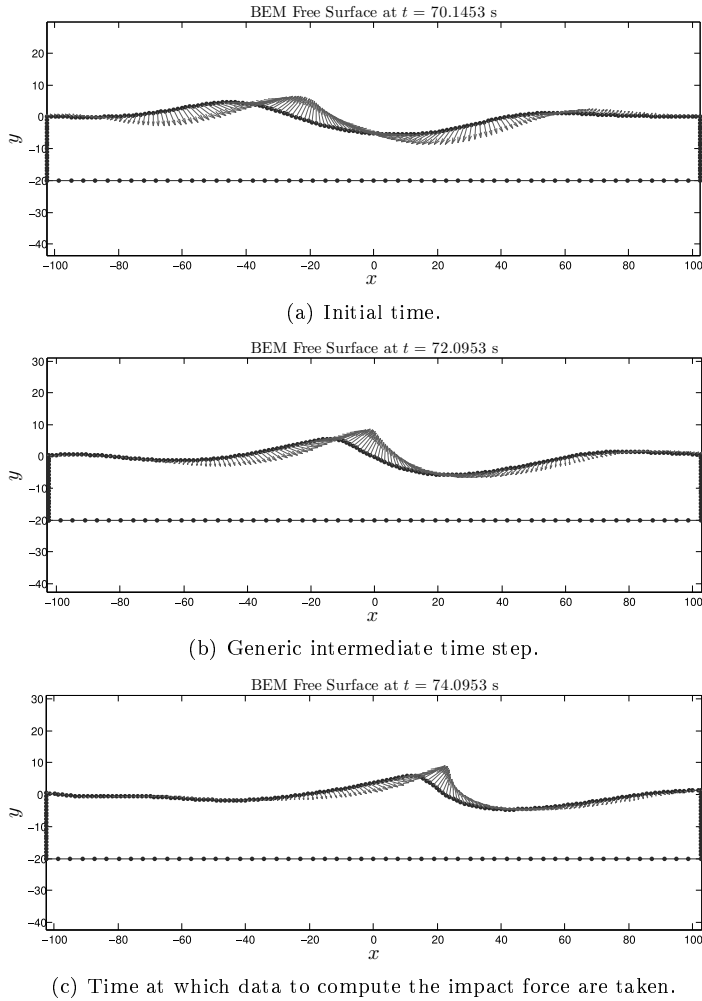 BEM Free Surface at t = 70.1453 s
20
10
0
−10
−20
−30
−40
y
−100 −80 −60 −40 −20 0 20 40 60 80 100
x
(a) Initial time.
BEM Free Surface at t = 72.0953 s
30
20
10
0
−10
−20
−30
−40
y
−100 −80 −60 −40 −20 0 20 40 60 80 100
x
(b) Generic intermediate time step.
BEM Free Surface at t = 74.0953 s
30
20
10
0
−10
−20
−30
−40
y
−100 −80 −60 −40 −20 0 20 40 60 80 100
x
(c) Time at which data to compute the impact force are taken.